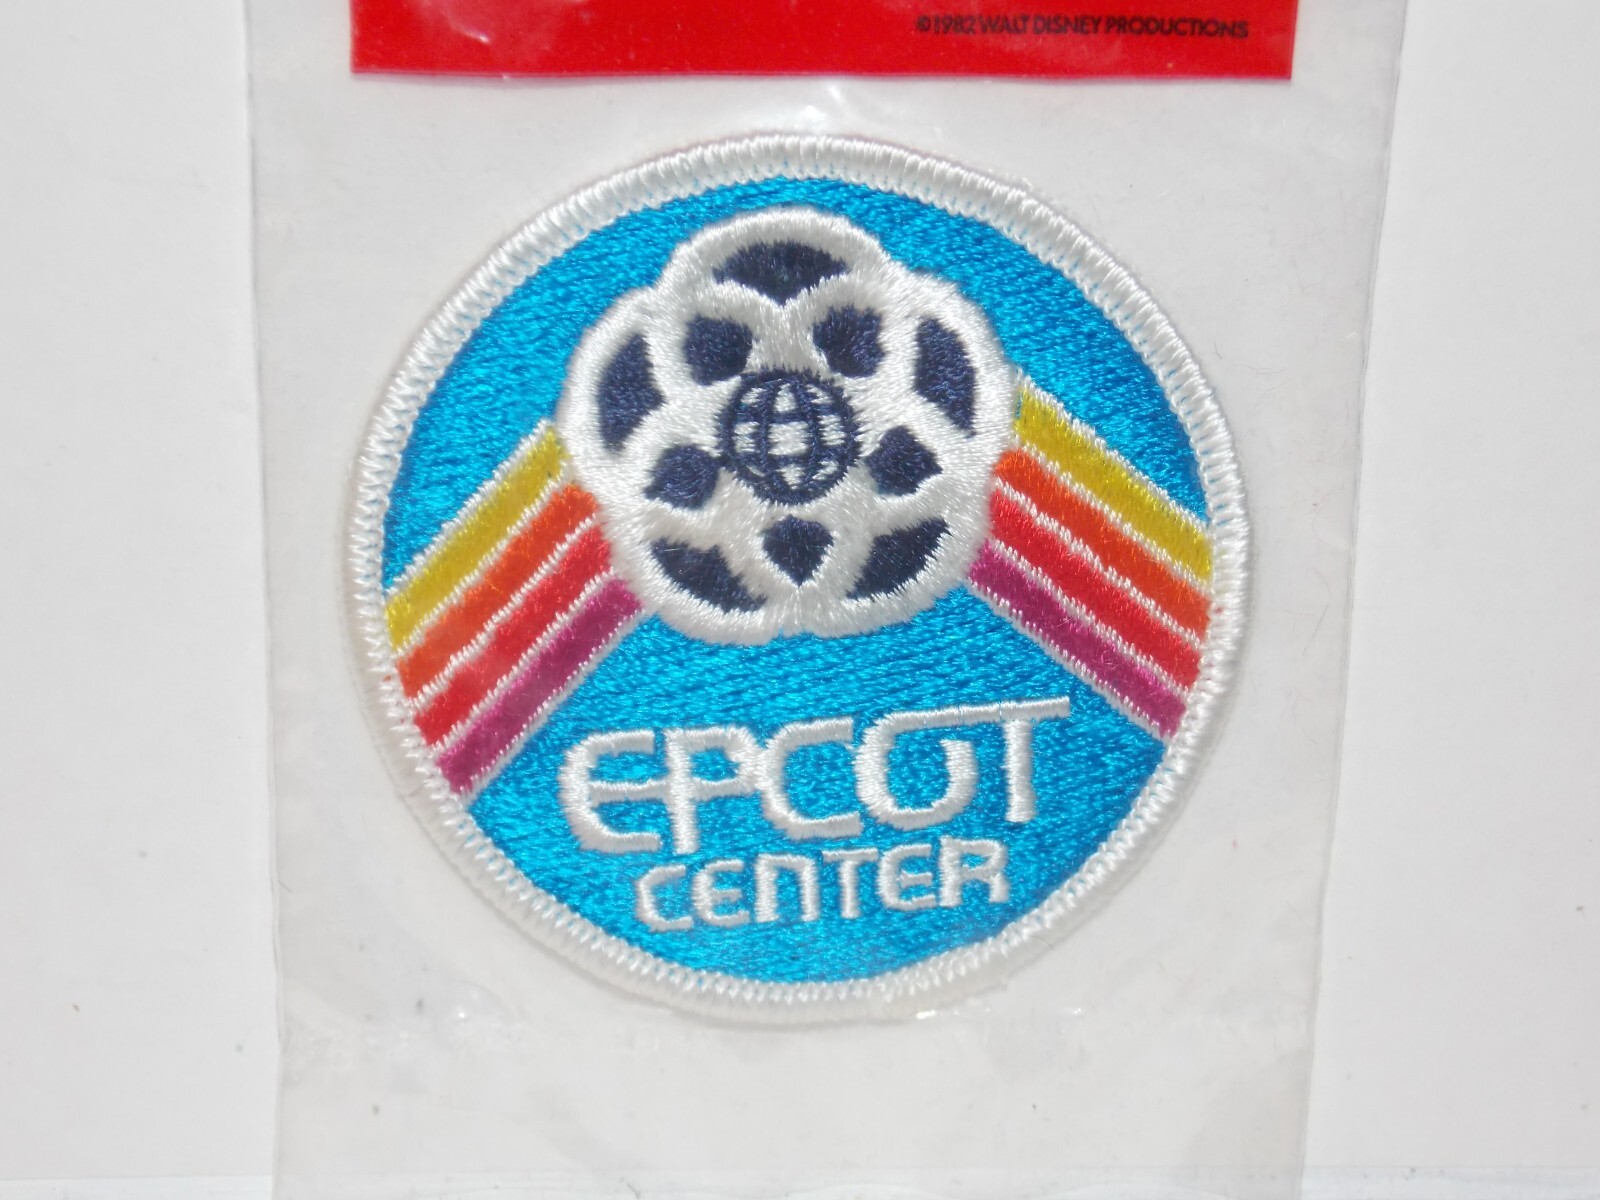 ©1982 WALT DISNEY PRODUCTIONS
EPCOT
CENTER